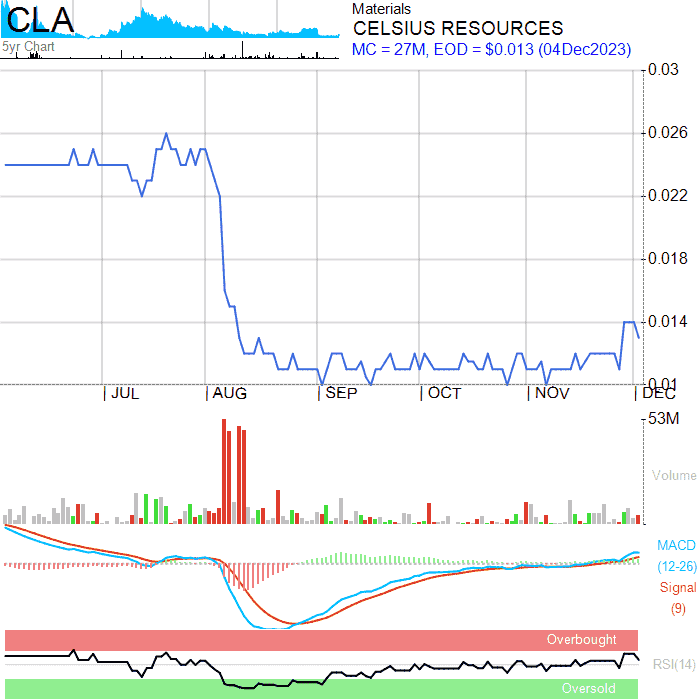 CLA
5yr Chart
Materials
CELSIUS RESOURCES
MC = 27M, EOD = $0.013 (04Dec2023)
0.03
0.026
0.022
0.018
0.014
0.01
JUL AUG SEP OCT NOV DEC
53M
Volume
MACD
(12-26)
Signal
(9)
Overbought
RSI(14)
Oversold